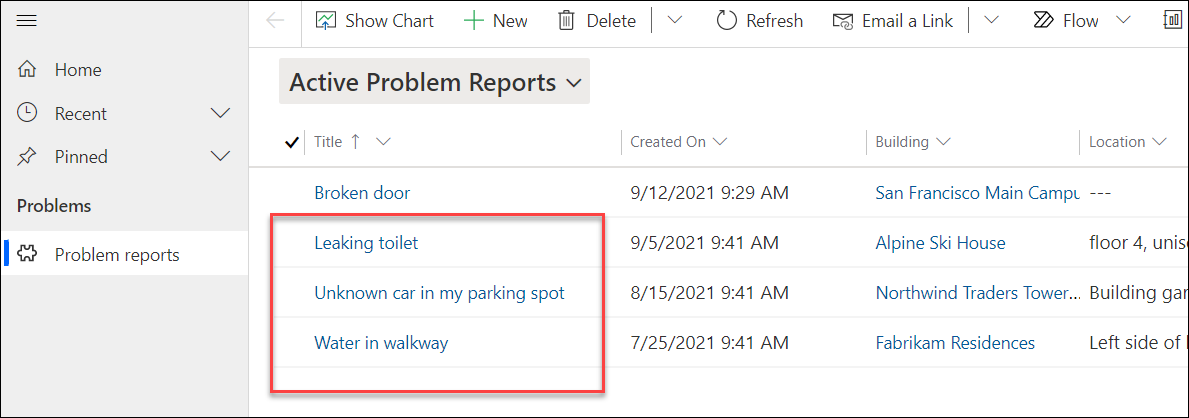 Show Chart New Delete Refresh Email a Link Flow
Home
Recent
Pinned
Problems
Problem reports
Active Problem Reports
Title Created On Building Location
Broken door 9/12/2021 9:29 AM San Francisco Main Campu ---
Leaking toilet 9/5/2021 9:41 AM Alpine Ski House floor 4, unis
Unknown car in my parking spot 8/15/2021 9:41 AM Northwind Traders Tower... Building gar
Water in walkway 7/25/2021 9:41 AM Fabrikam Residences Left side of